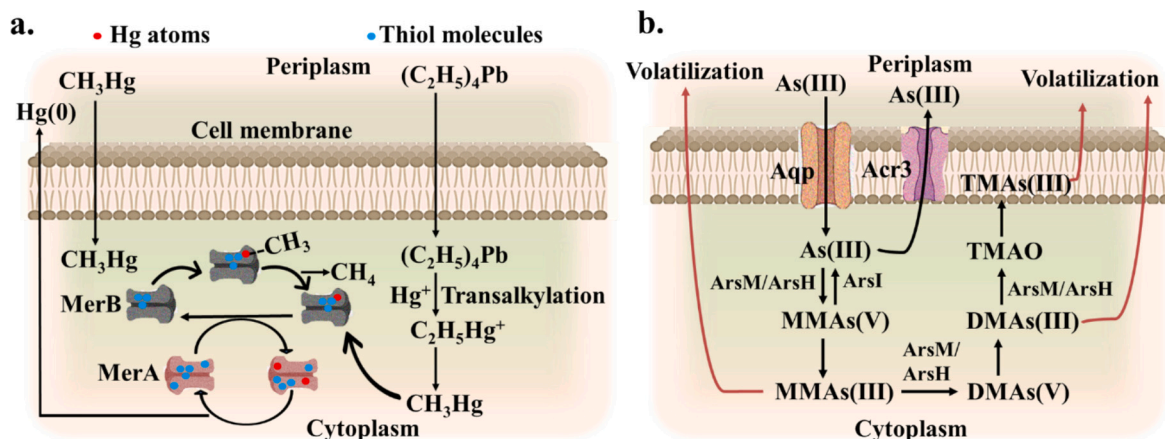 a.
Hg atoms
Thiol molecules
Periplasm
CH₃Hg
(C₂H₅)₄Pb
Hg(0)
Cell membrane
CH₃Hg
-CH₃
(C₂H₅)₄Pb
CH₄
Hg⁺ Transalkylation
MerB
C₂H₅Hg⁺
MerA
CH₃Hg
Cytoplasm
b.
Volatilization
Periplasm
Volatilization
As(III)
As(III)
Aqp
Acr3
TMAs(III)
As(III)
TMAO
ArsM/ArsH
ArsI
ArsM/ArsH
MMAs(V)
DMAs(III)
ArsM/
ArsH
MMAs(III)
DMAs(V)
Cytoplasm